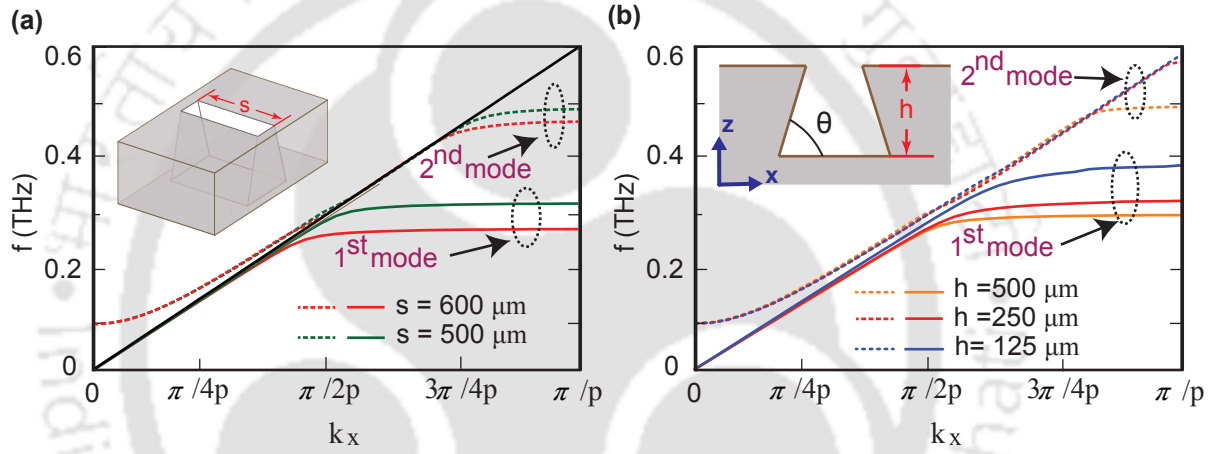 (a)
0.6
0.4
0.2
0
f (THz)
s
2nd mode
1st mode
s = 600 μm
s = 500 μm
0
π /4p
π /2p
3π /4p
π /p
k x
(b)
0.6
0.4
0.2
0
f (THz)
θ
h
z
x
2nd mode
1st mode
h =500 μm
h =250 μm
h= 125 μm
0
π /4p
π /2p
3π /4p
π /p
k x